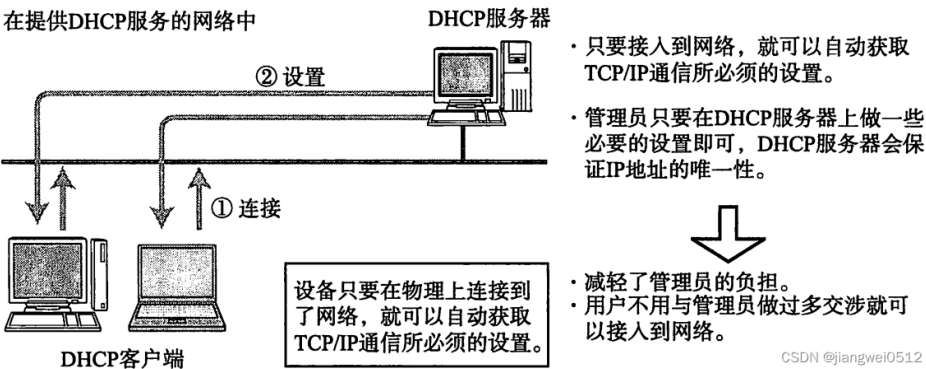 在提供DHCP服务的网络中
DHCP服务器
② 设置
① 连接
DHCP客户端
设备只要在物理上连接到
了网络，就可以自动获取
TCP/IP通信所必须的设置。
·只要接入到网络，就可以自动获取
TCP/IP通信所必须的设置。
·管理员只要在DHCP服务器上做一些
必要的设置即可，DHCP服务器会保
证IP地址的唯一性。
·减轻了管理员的负担。
·用户不用与管理员做过多交涉就可
以接入到网络。
CSDN @jiangwei0512